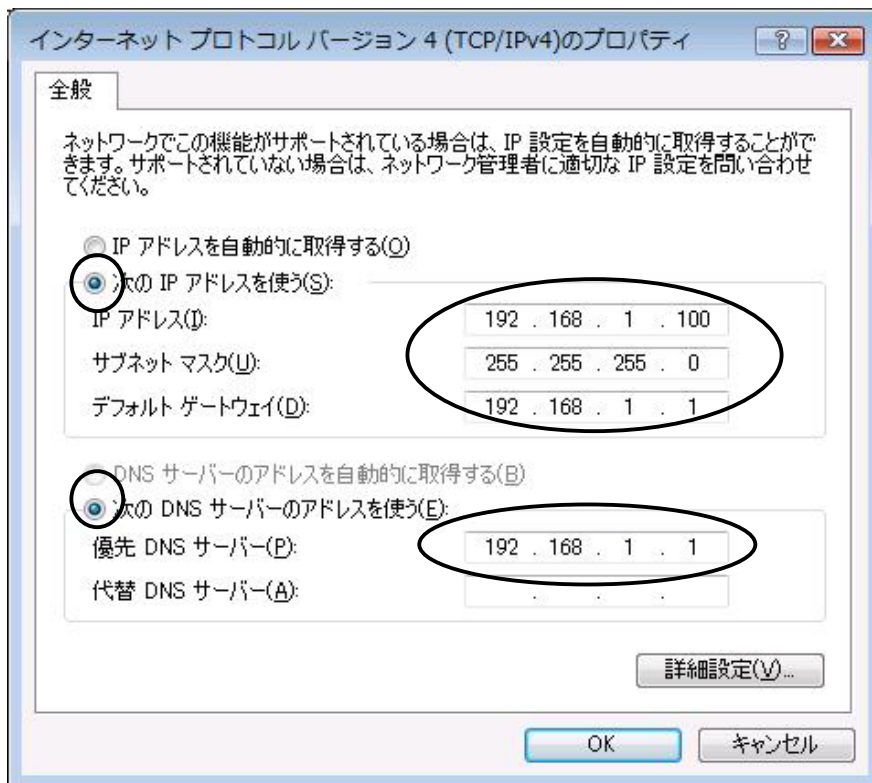 インターネット プロトコル バージョン 4 (TCP/IPv4)のプロパティ
全般
ネットワークでこの機能がサポートされている場合は、IP 設定を自動的に取得することがで
きます。サポートされていない場合は、ネットワーク管理者に適切な IP 設定を問い合わせ
てください。
IP アドレスを自動的に取得する(O)
次の IP アドレスを使う(S):
IP アドレス(I): 192 . 168 . 1 . 100
サブネット マスク(U): 255 . 255 . 255 . 0
デフォルト ゲートウェイ(D): 192 . 168 . 1 . 1
DNS サーバーのアドレスを自動的に取得する(B)
次の DNS サーバーのアドレスを使う(E):
優先 DNS サーバー(P): 192 . 168 . 1 . 1
代替 DNS サーバー(A): . . .
詳細設定(V)...
OK キャンセル